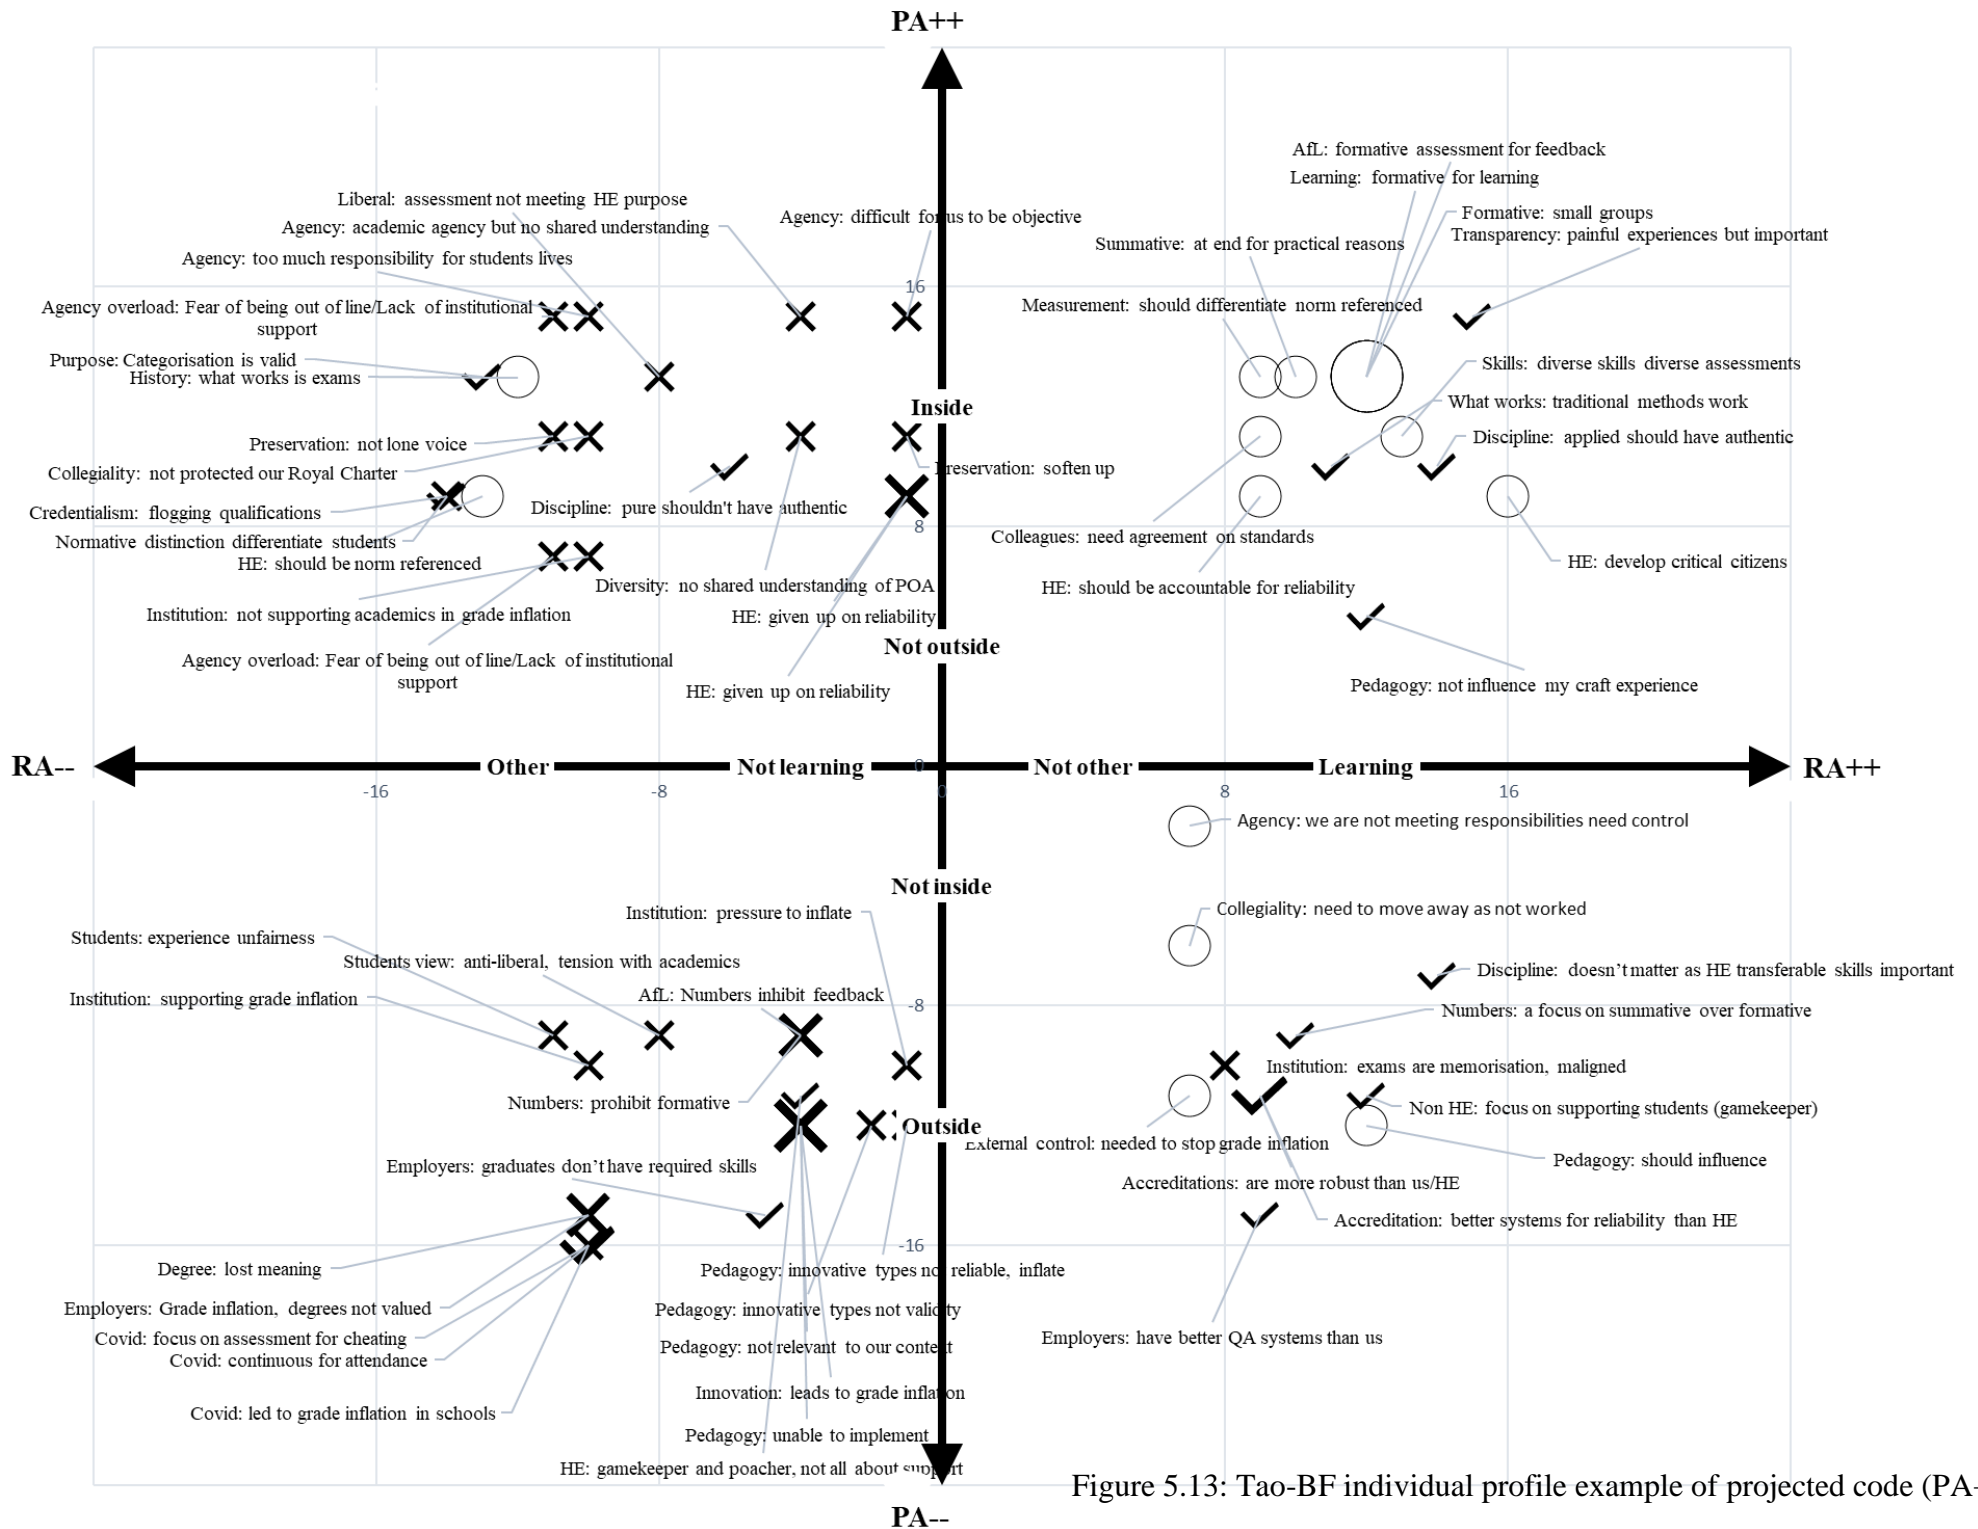 PA++
AfL: formative assessment for feedback
Learning: formative for learning
Liberal: assessment not meeting HE purpose
Formative: small groups
Agency: difficult for us to be objective
Agency: academic agency but no shared understanding
Transparency: painful experiences but important
Summative: at end for practical reasons
Agency: too much responsibility for students lives
16
Agency overload: Fear of being out of line/Lack of institutional
support
Measurement: should differentiate norm referenced
Purpose: Categorisation is valid
History: what works is exams
Skills: diverse skills diverse assessments
What works: traditional methods work
Inside
Preservation: not lone voice
Discipline: applied should have authentic
Collegiality: not protected our Royal Charter
Preservation: soften up
Credentialism: flogging qualifications
Discipline: pure shouldn't have authentic
8
Normative distinction differentiate students
Colleagues: need agreement on standards
HE: should be norm referenced
HE: develop critical citizens
Diversity: no shared understanding of POA
HE: should be accountable for reliability
Institution: not supporting academics in grade inflation
HE: given up on reliability
Not outside
Agency overload: Fear of being out of line/Lack of institutional
support
HE: given up on reliability
Pedagogy: not influence my craft experience
RA--
Other
Not learning
0
Not other
Learning
RA++
-16
-8
0
8
16
Agency: we are not meeting responsibilities need control
Not inside
Institution: pressure to inflate
Collegiality: need to move away as not worked
Students: experience unfairness
Students view: anti-liberal, tension with academics
Discipline: doesn't matter as HE transferable skills important
Institution: supporting grade inflation
AfL: Numbers inhibit feedback
-8
Numbers: a focus on summative over formative
Institution: exams are memorisation, maligned
Numbers: prohibit formative
Non HE: focus on supporting students (gamekeeper)
Outside
External control: needed to stop grade inflation
Employers: graduates don't have required skills
Pedagogy: should influence
Accreditations: are more robust than us/HE
Accreditation: better systems for reliability than HE
-16
Degree: lost meaning
Pedagogy: innovative types not reliable, inflate
Employers: Grade inflation, degrees not valued
Pedagogy: innovative types not validity
Covid: focus on assessment for cheating
Employers: have better QA systems than us
Pedagogy: not relevant to our context
Covid: continuous for attendance
Innovation: leads to grade inflation
Covid: led to grade inflation in schools
Pedagogy: unable to implement
HE: gamekeeper and poacher, not all about support
Figure 5.13: Tao-BF individual profile example of projected code (PA-
PA--